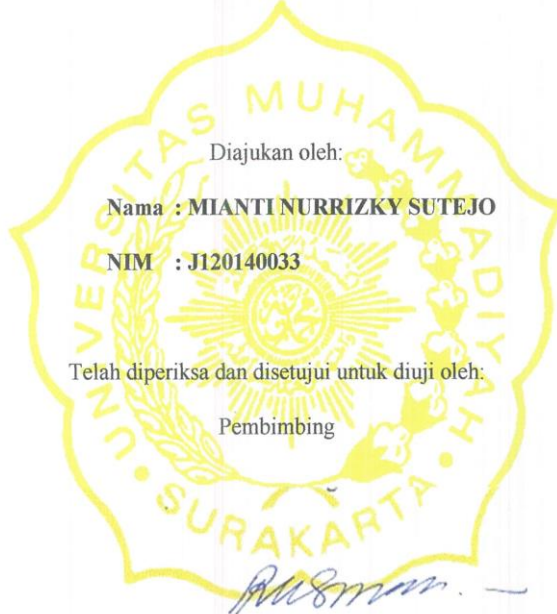 UNIVERSITAS MUHAMMADIYAH
SURAKARTA
Diajukan oleh:
Nama : MIANTI NURRIZKY SUTEJO
NIM : J120140033
Telah diperiksa dan disetujui untuk diuji oleh:
Pembimbing